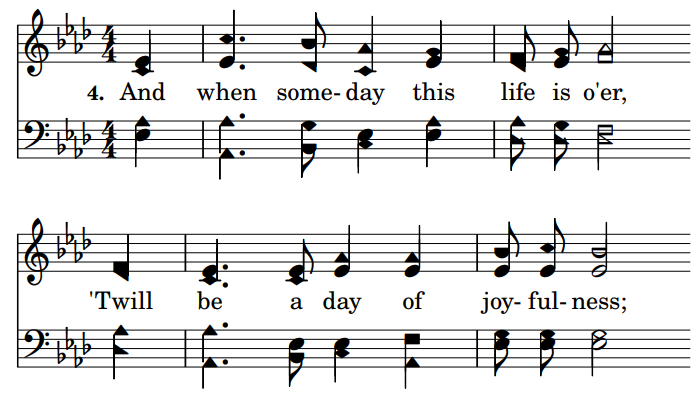 4. And when some- day this life is o'er,
'Twill be a day of joy- ful- ness;